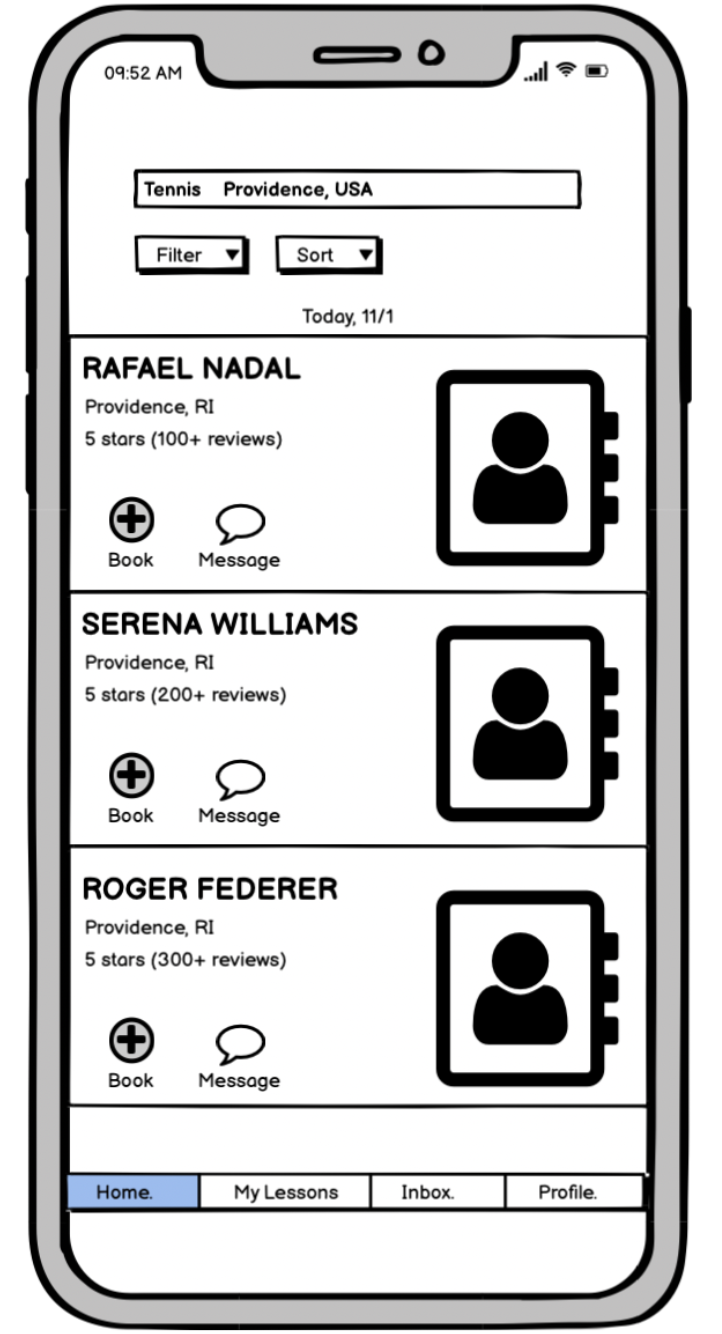 09:52 AM
Tennis Providence, USA
Filter Sort
Today, 11/1
RAFAEL NADAL
Providence, RI
5 stars (100+ reviews)
Book Message
SERENA WILLIAMS
Providence, RI
5 stars (200+ reviews)
Book Message
ROGER FEDERER
Providence, RI
5 stars (300+ reviews)
Book Message
Home. My Lessons Inbox. Profile.